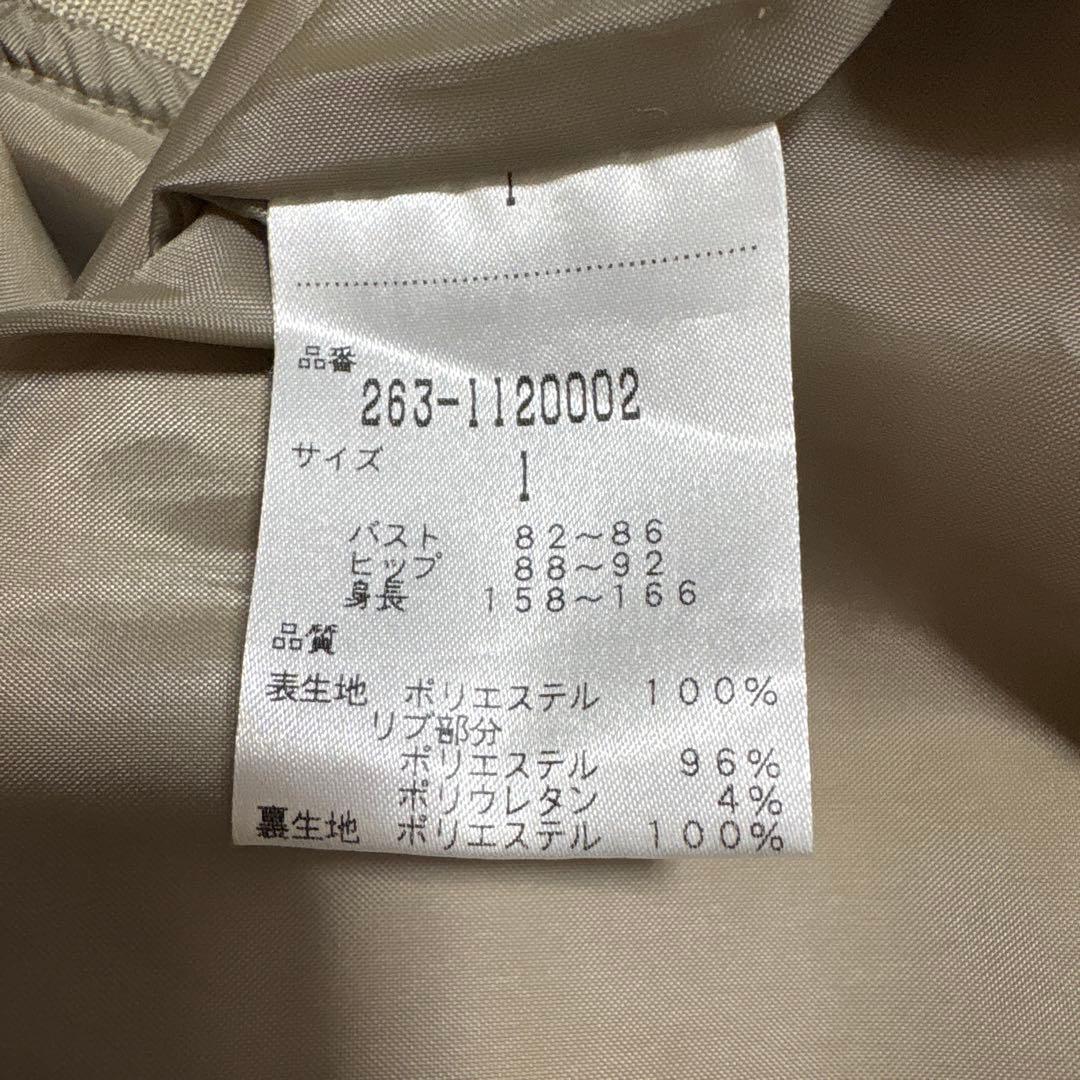 1
品番
263-1120002
サイズ
1
バスト 82~86
ヒップ 88~92
身長 158~166
品質
表生地 ポリエステル 100%
リブ部分
ポリエステル 96%
ポリウレタン 4%
裏生地 ポリエステル 100%